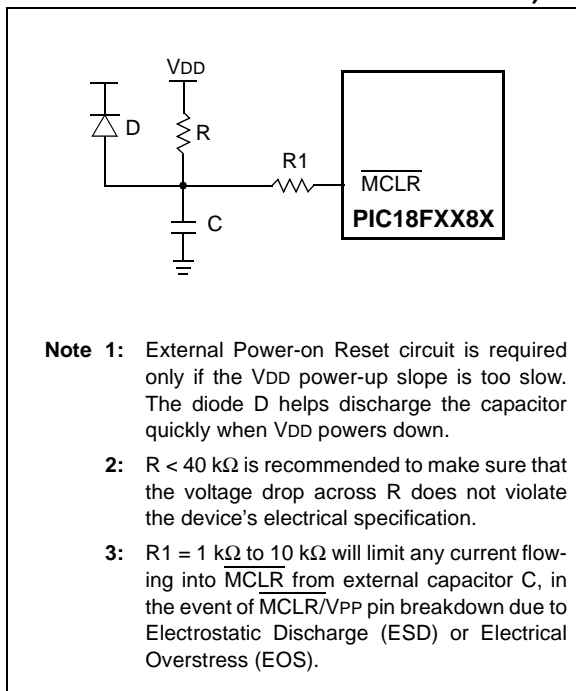 VDD
D
R
R1
MCLR
C
PIC18FXX8X
Note 1: External Power-on Reset circuit is required
only if the VDD power-up slope is too slow.
The diode D helps discharge the capacitor
quickly when VDD powers down.
2: R < 40 kΩ is recommended to make sure that
the voltage drop across R does not violate
the device's electrical specification.
3: R1 = 1 kΩ to 10 kΩ will limit any current flow-
ing into MCLR from external capacitor C, in
the event of MCLR/VPP pin breakdown due to
Electrostatic Discharge (ESD) or Electrical
Overstress (EOS).